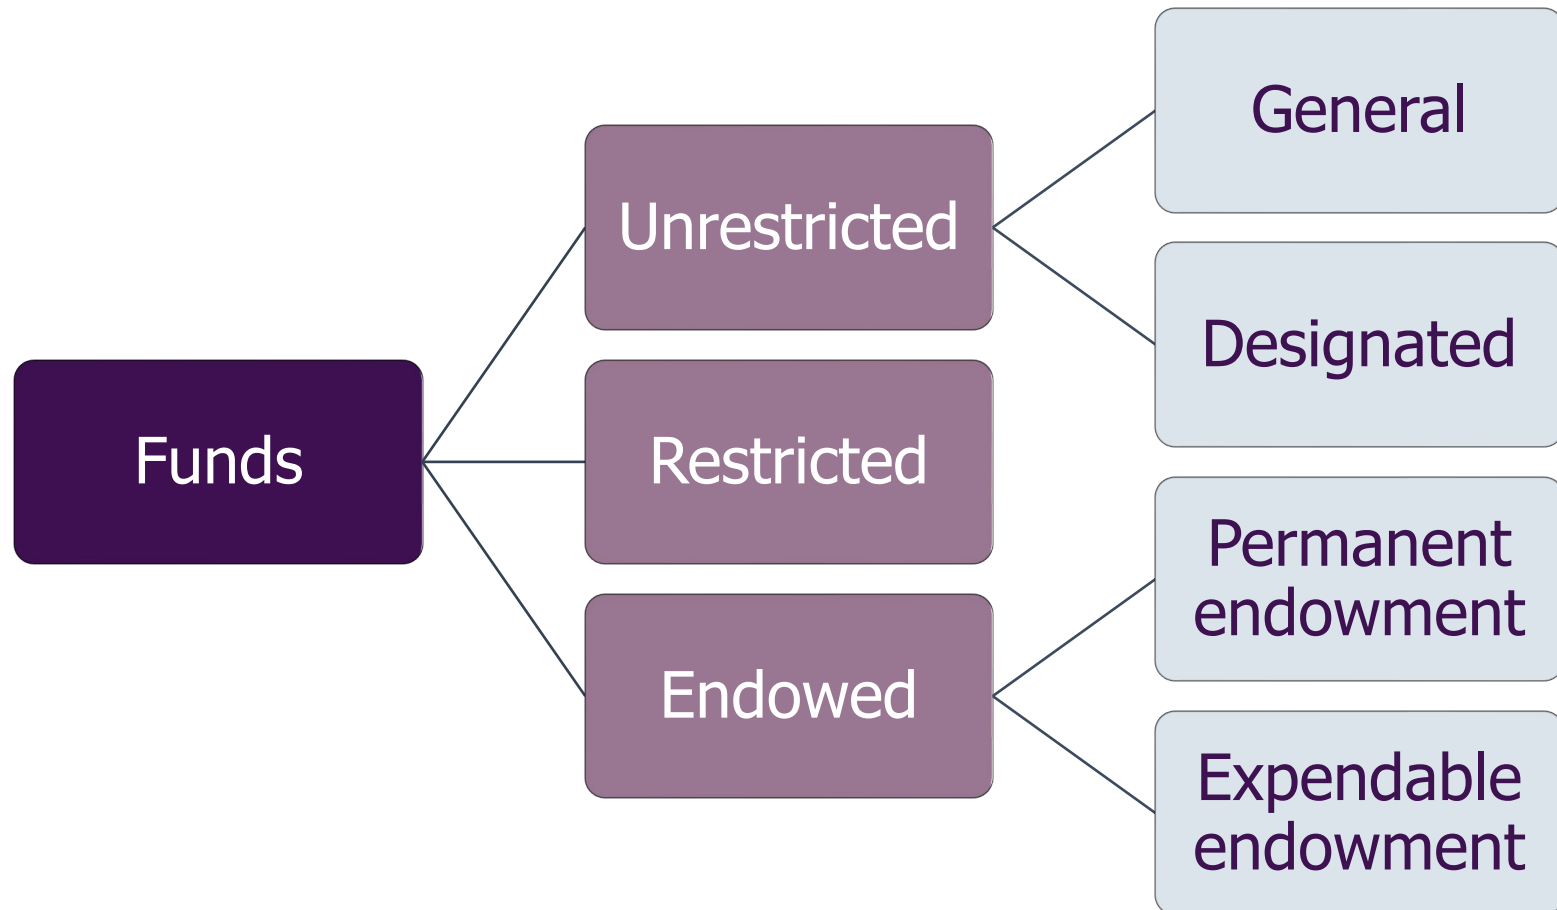 Funds
Unrestricted
Restricted
Endowed
General
Designated
Permanent
endowment
Expendable
endowment